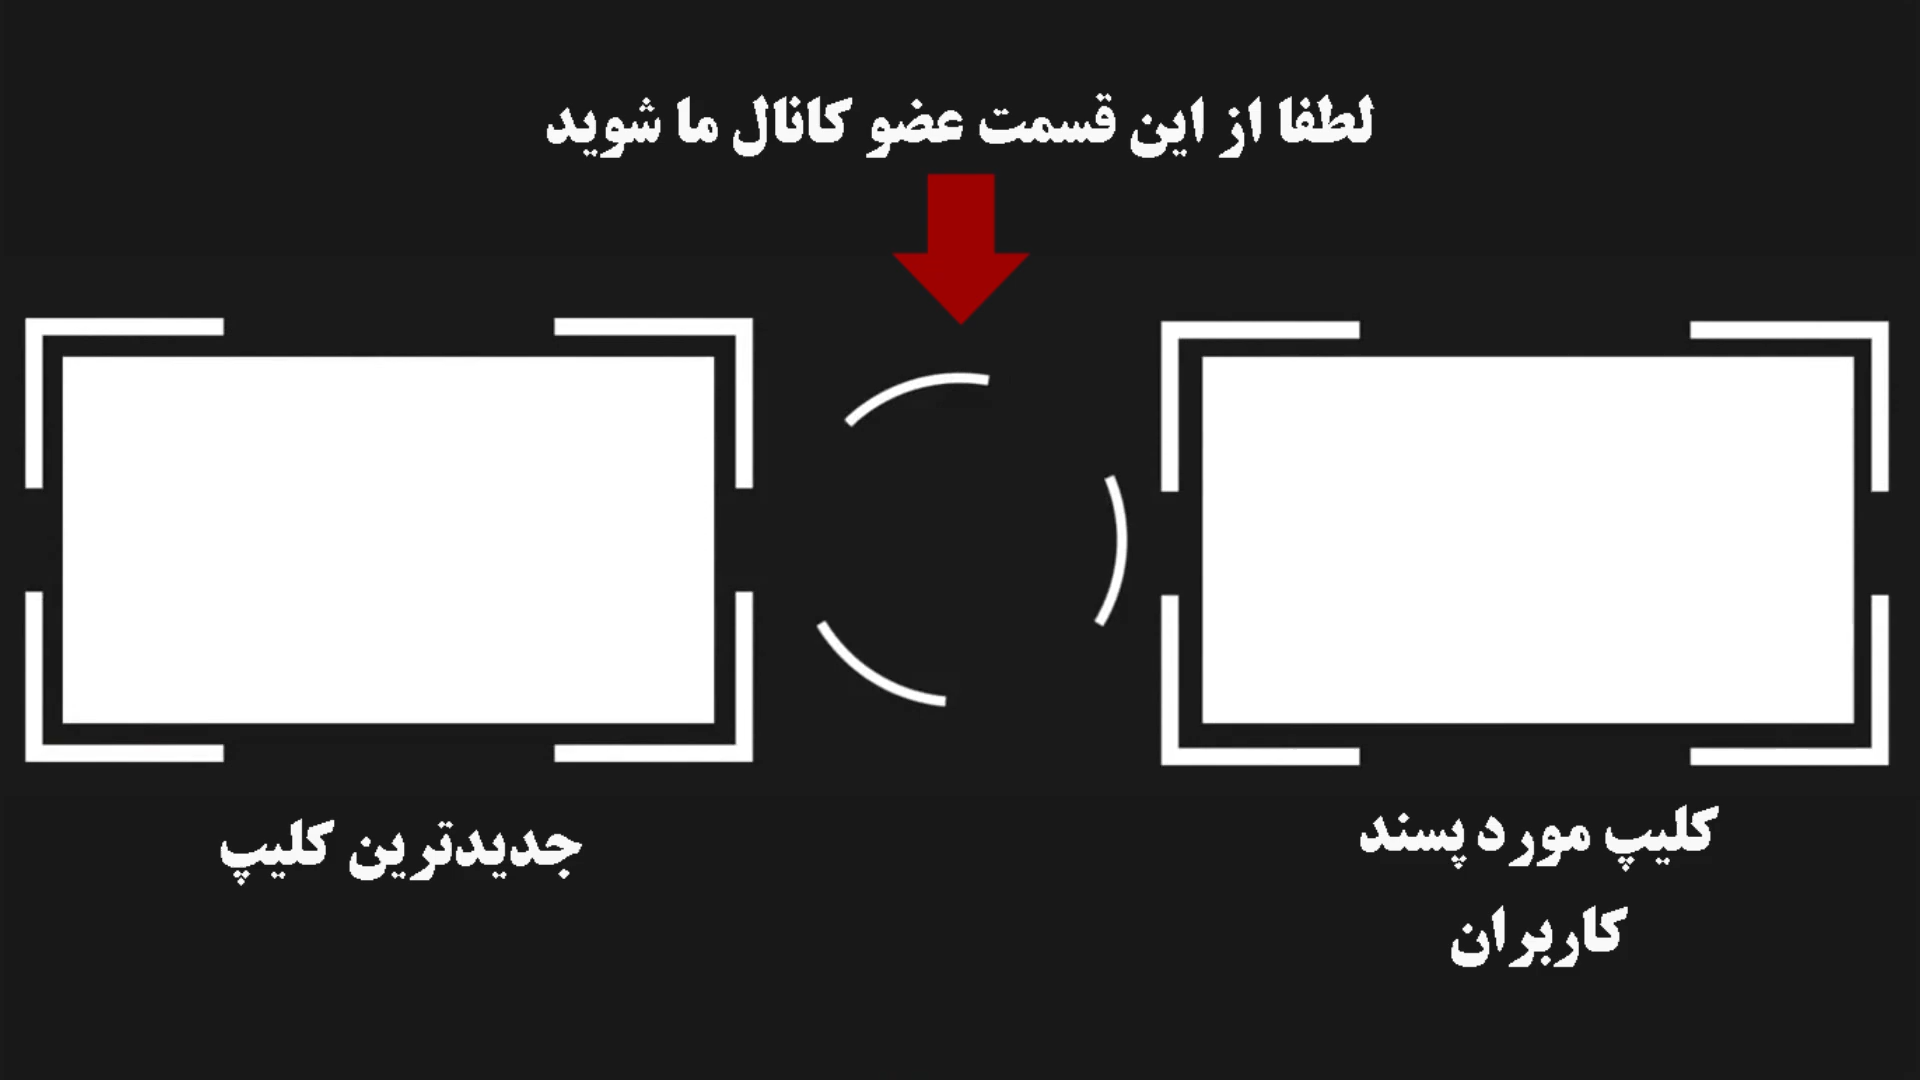 لطفا از این قسمت عضو کانال ما شوید
کلیپ مورد پسند
کاربران
جدیدترین کلیپ